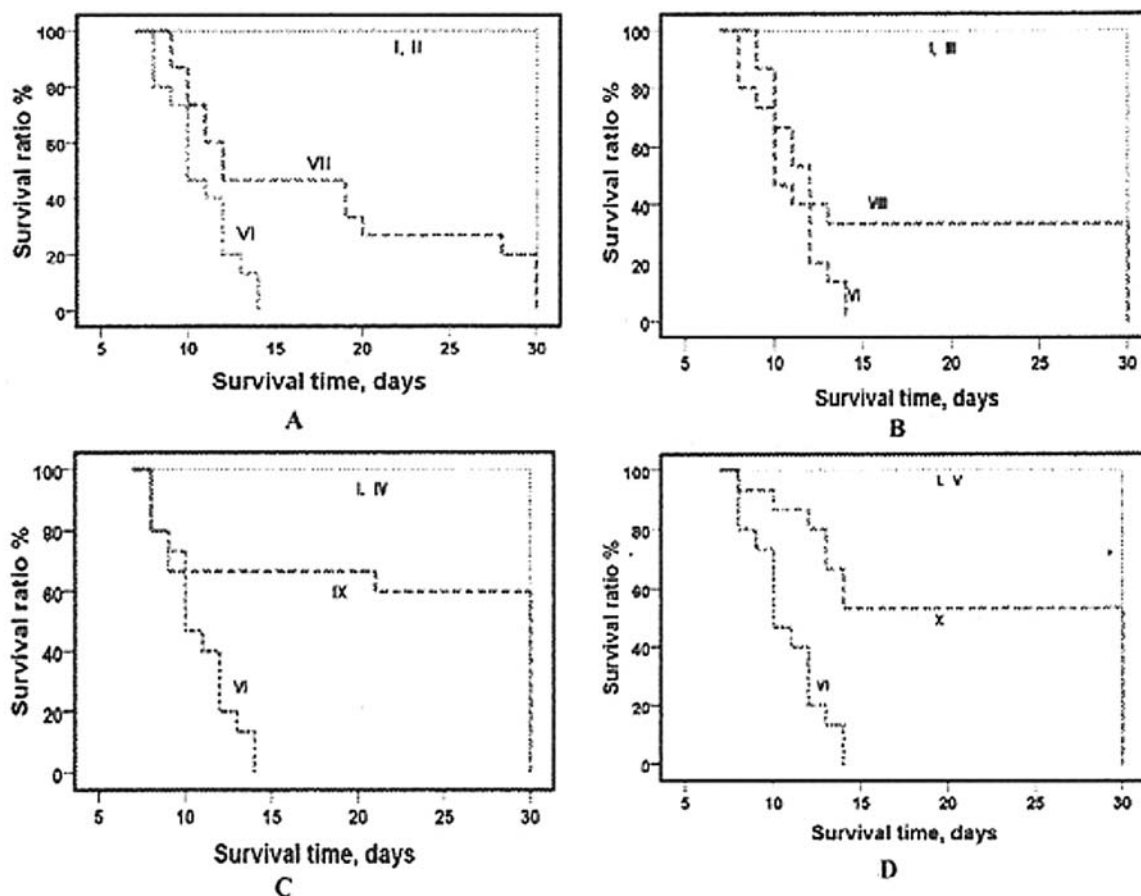 100
80
60
40
20
0
Survival ratio %
I, II
VII
VI
5 10 15 20 25 30
Survival time, days
A
100
80
60
40
20
0
Survival ratio %
I, III
VIII
VI
5 10 15 20 25 30
Survival time, days
B
100
80
60
40
20
0
Survival ratio %
I, IV
IX
VI
5 10 15 20 25 30
Survival time, days
C
100
80
60
40
20
0
Survival ratio %
I, V
X
VI
5 10 15 20 25 30
Survival time, days
D